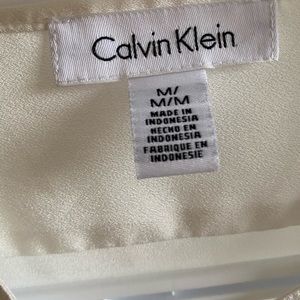 Calvin Klein
M/
M/M
MADE IN
INDONESIA
HECHO EN
INDONESIA
FABRIQUE EN
INDONESIE